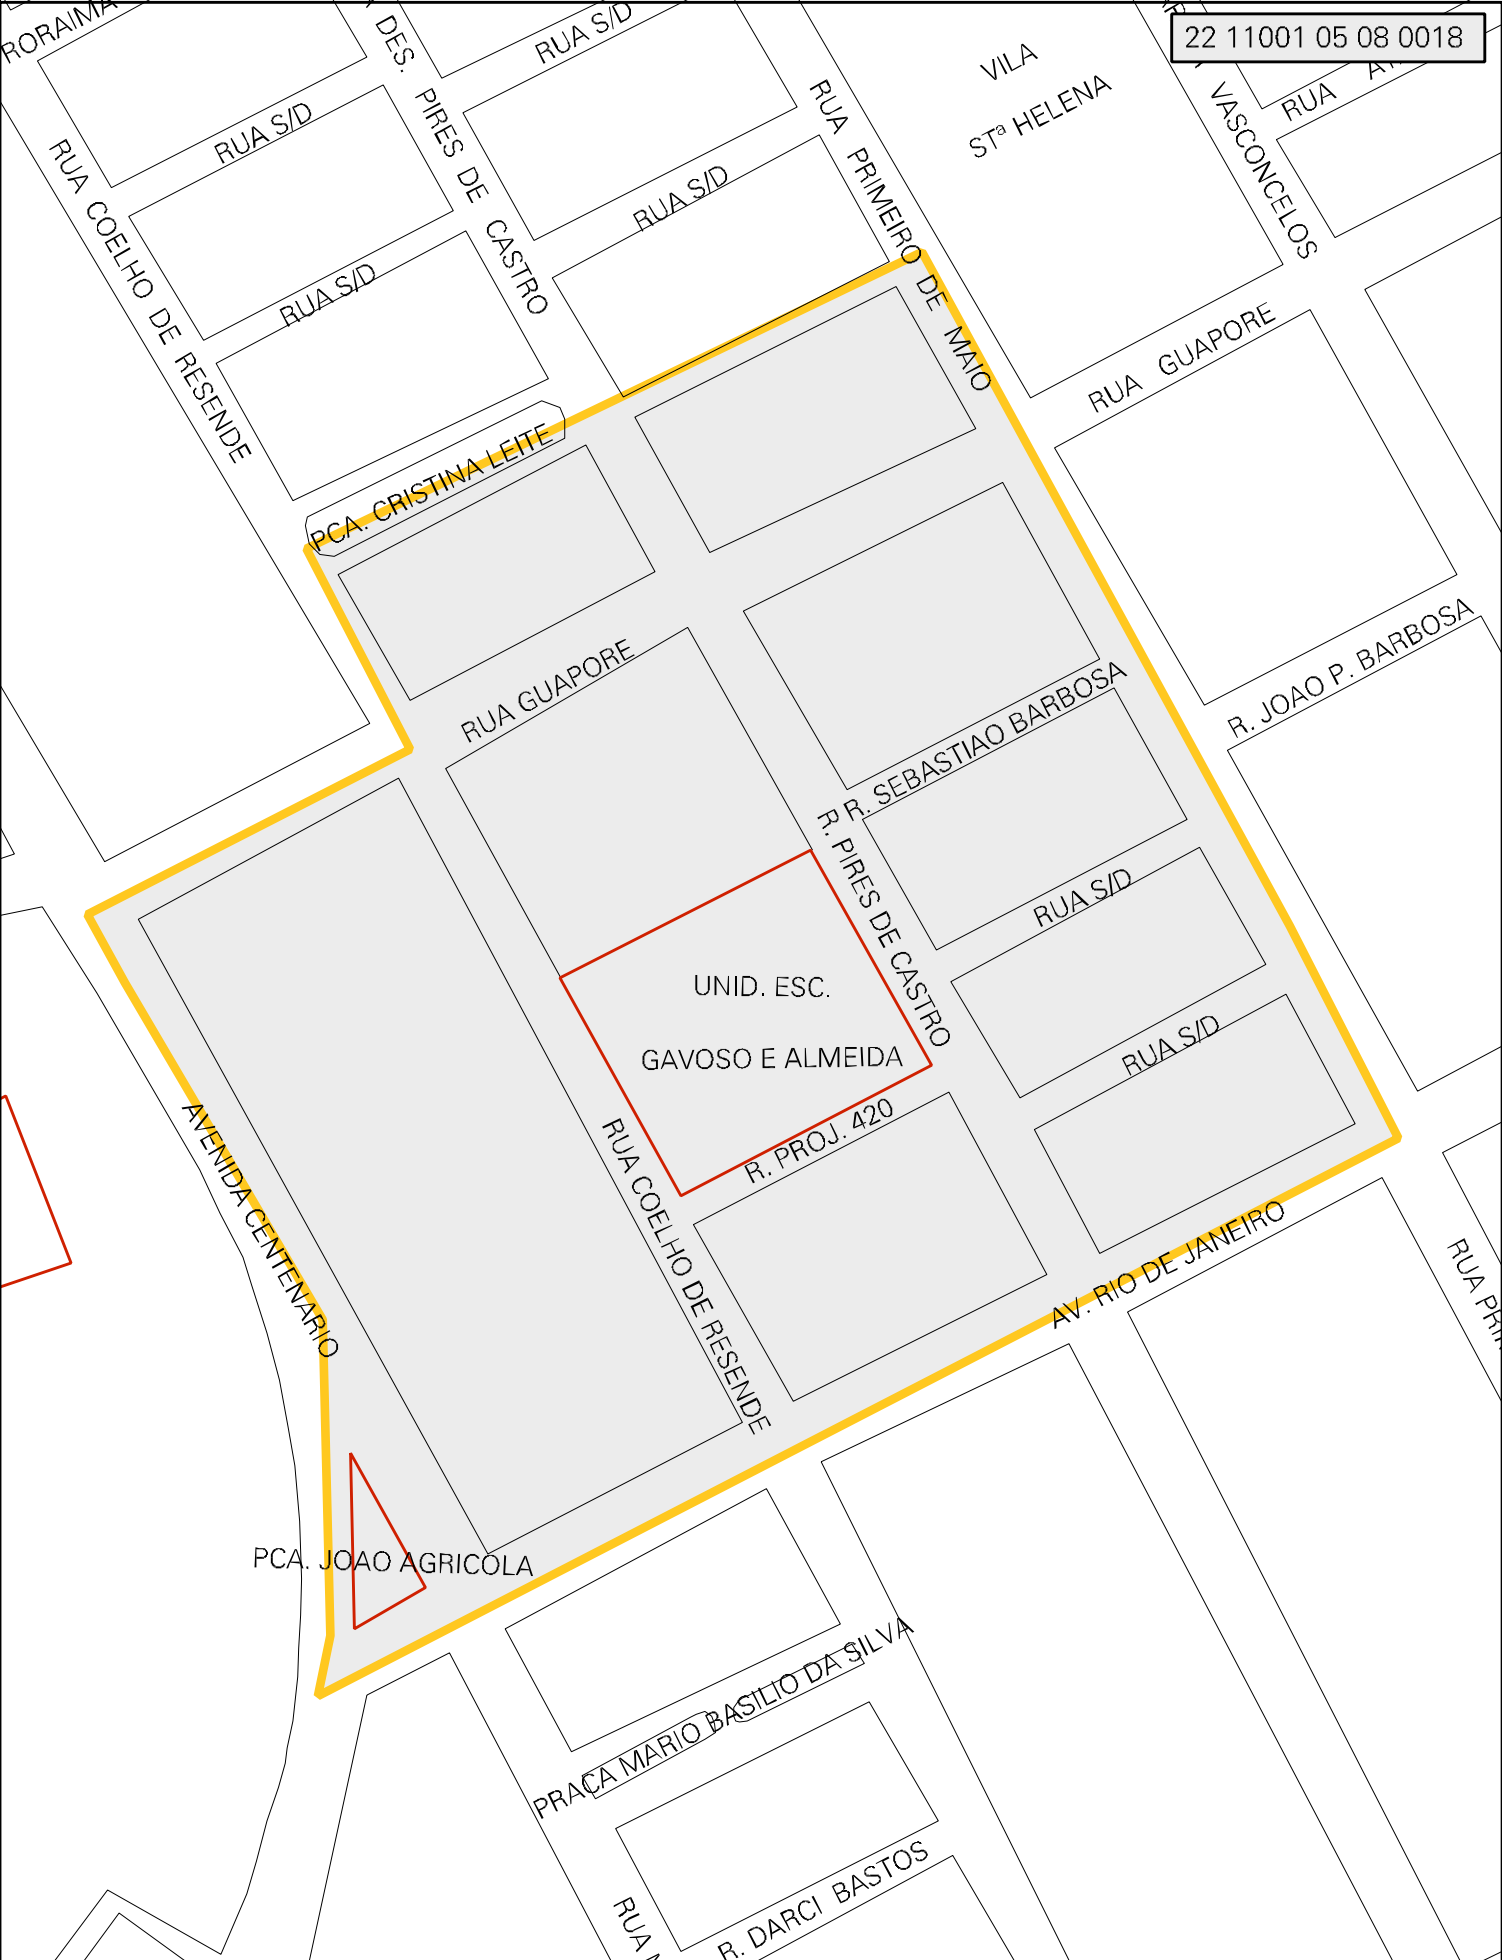 22 11001 05 08 0018
RORAIMA
DES. PIRES DE CASTRO
RUA S/D
RUA PRIMEIRO DE MAIO
VILA
STª HELENA
VASCONCELOS
RUA
RUA S/D
RUA COELHO DE RESENDE
RUA S/D
RUA S/D
RUA GUAPORE
PCA. CRISTINA LEITE
RUA GUAPORE
R. JOAO P. BARBOSA
R. SEBASTIAO BARBOSA
R. PIRES DE CASTRO
RUA S/D
UNID. ESC.
GAVOSO E ALMEIDA
RUA S/D
R. PROJ. 420
AVENIDA CENTENARIO
RUA COELHO DE RESENDE
AV. RIO DE JANEIRO
RUA
PCA. JOAO AGRICOLA
PRACA MARIO BASILIO DA SILVA
R. DARCI BASTOS
RUA